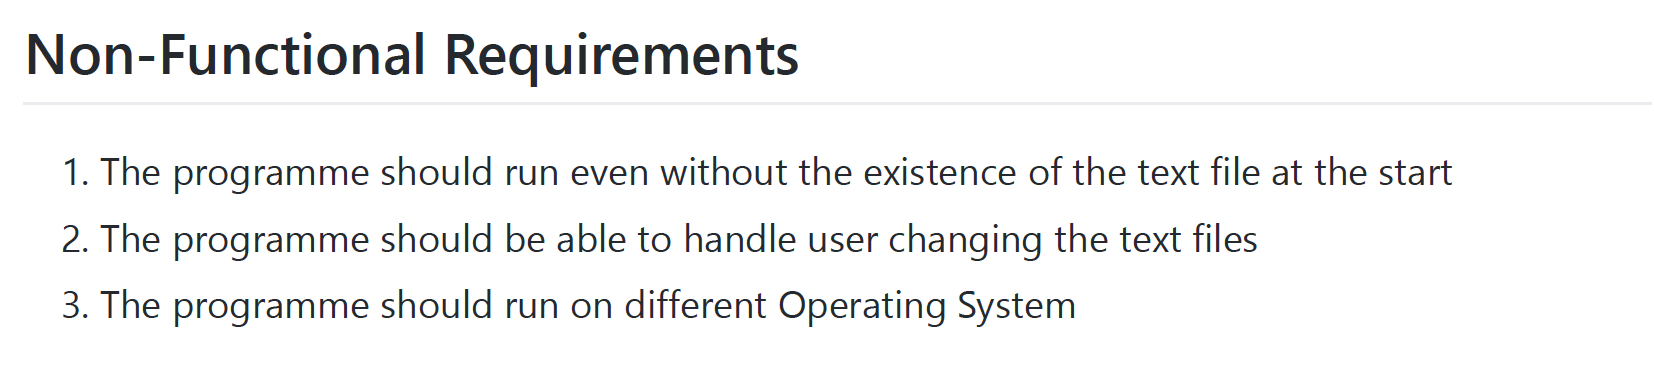 Non-Functional Requirements
1. The programme should run even without the existence of the text file at the start
2. The programme should be able to handle user changing the text files
3. The programme should run on different Operating System